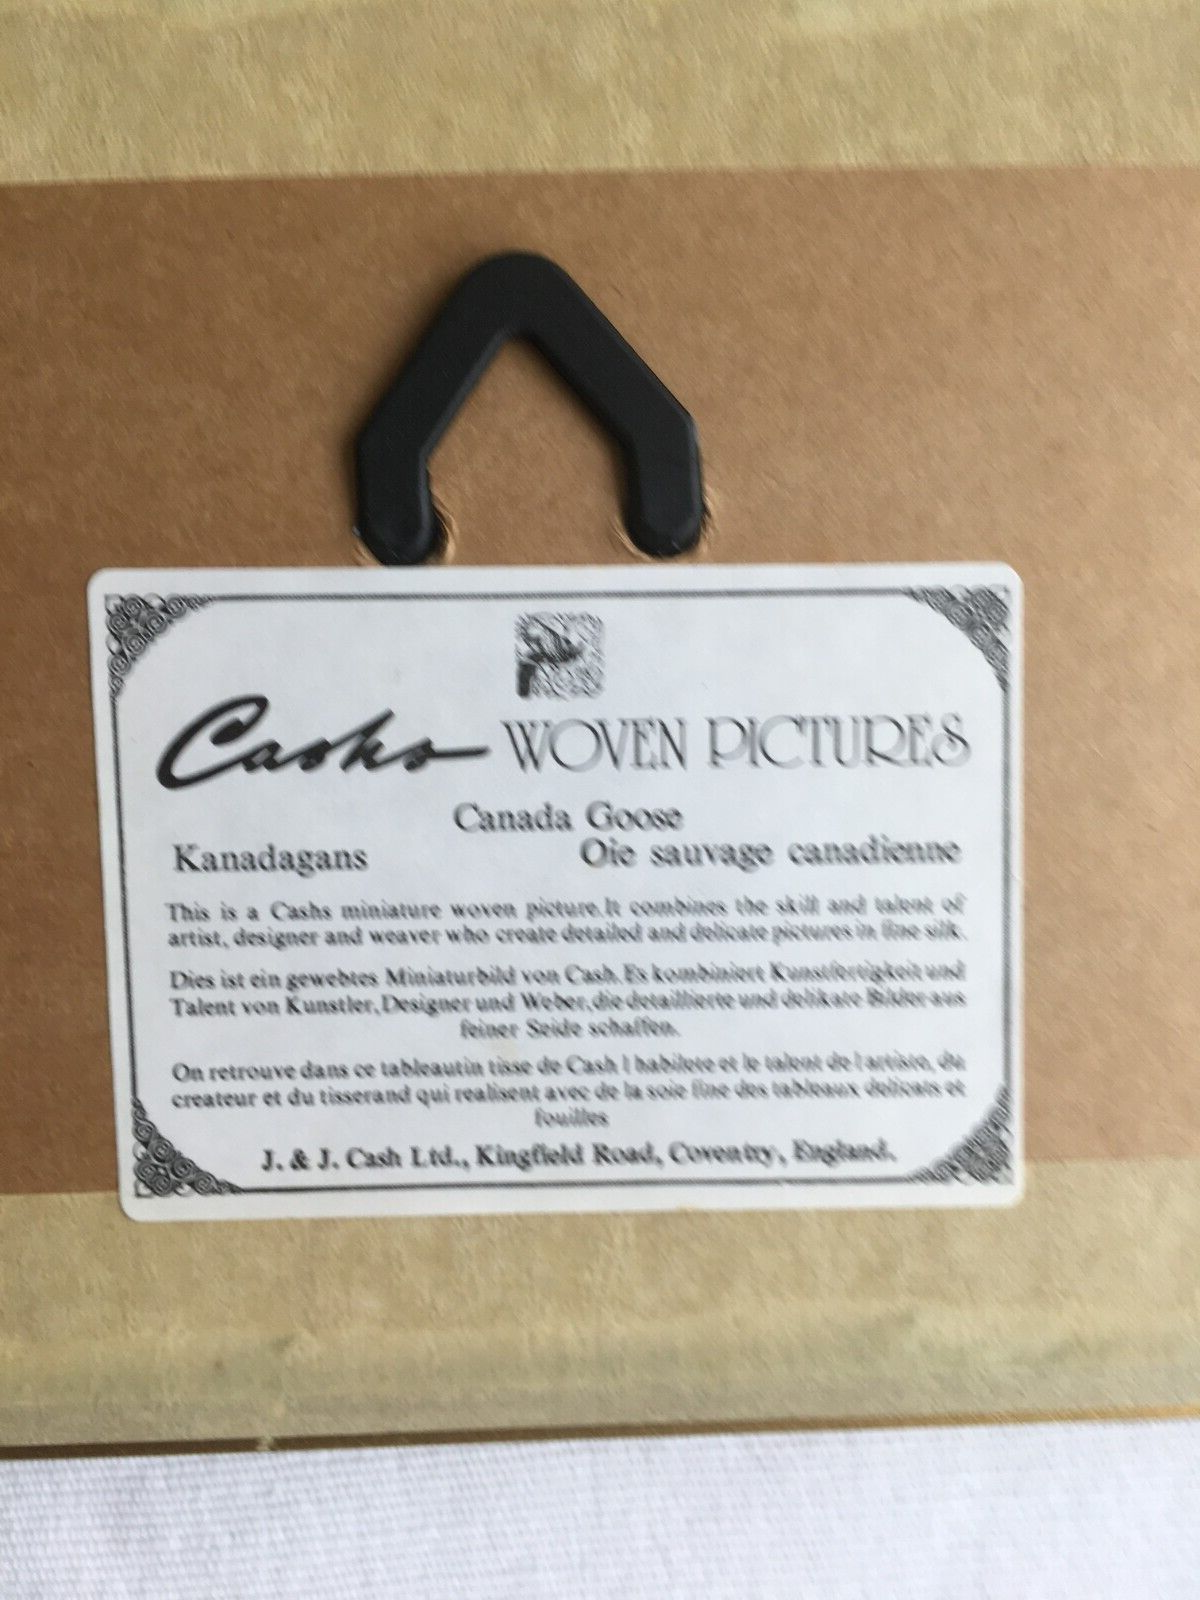 Cashs WOVEN PICTURES
Canada Goose
Kanadagans Oie sauvage canadienne
This is a Cashs miniature woven picture.It combines the skill and talent of
artist, designer and weaver who create detailed and delicate pictures in fine silk.
Dies ist ein gewebtes Miniaturbild von Cash.Es kombiniert Kunstfertigkeit und
Talent von Kunstler,Designer und Weber,die detaillierte und delikate Bilder aus
feiner Seide schaffen.
On retrouve dans ce tableautin tisse de Cash l habilete et le talent de l artiste, du
createur et du tisserand qui realisent avec de la soie fine des tableaux delicats et
fouilles
J. & J. Cash Ltd., Kingfield Road, Coventry, England.